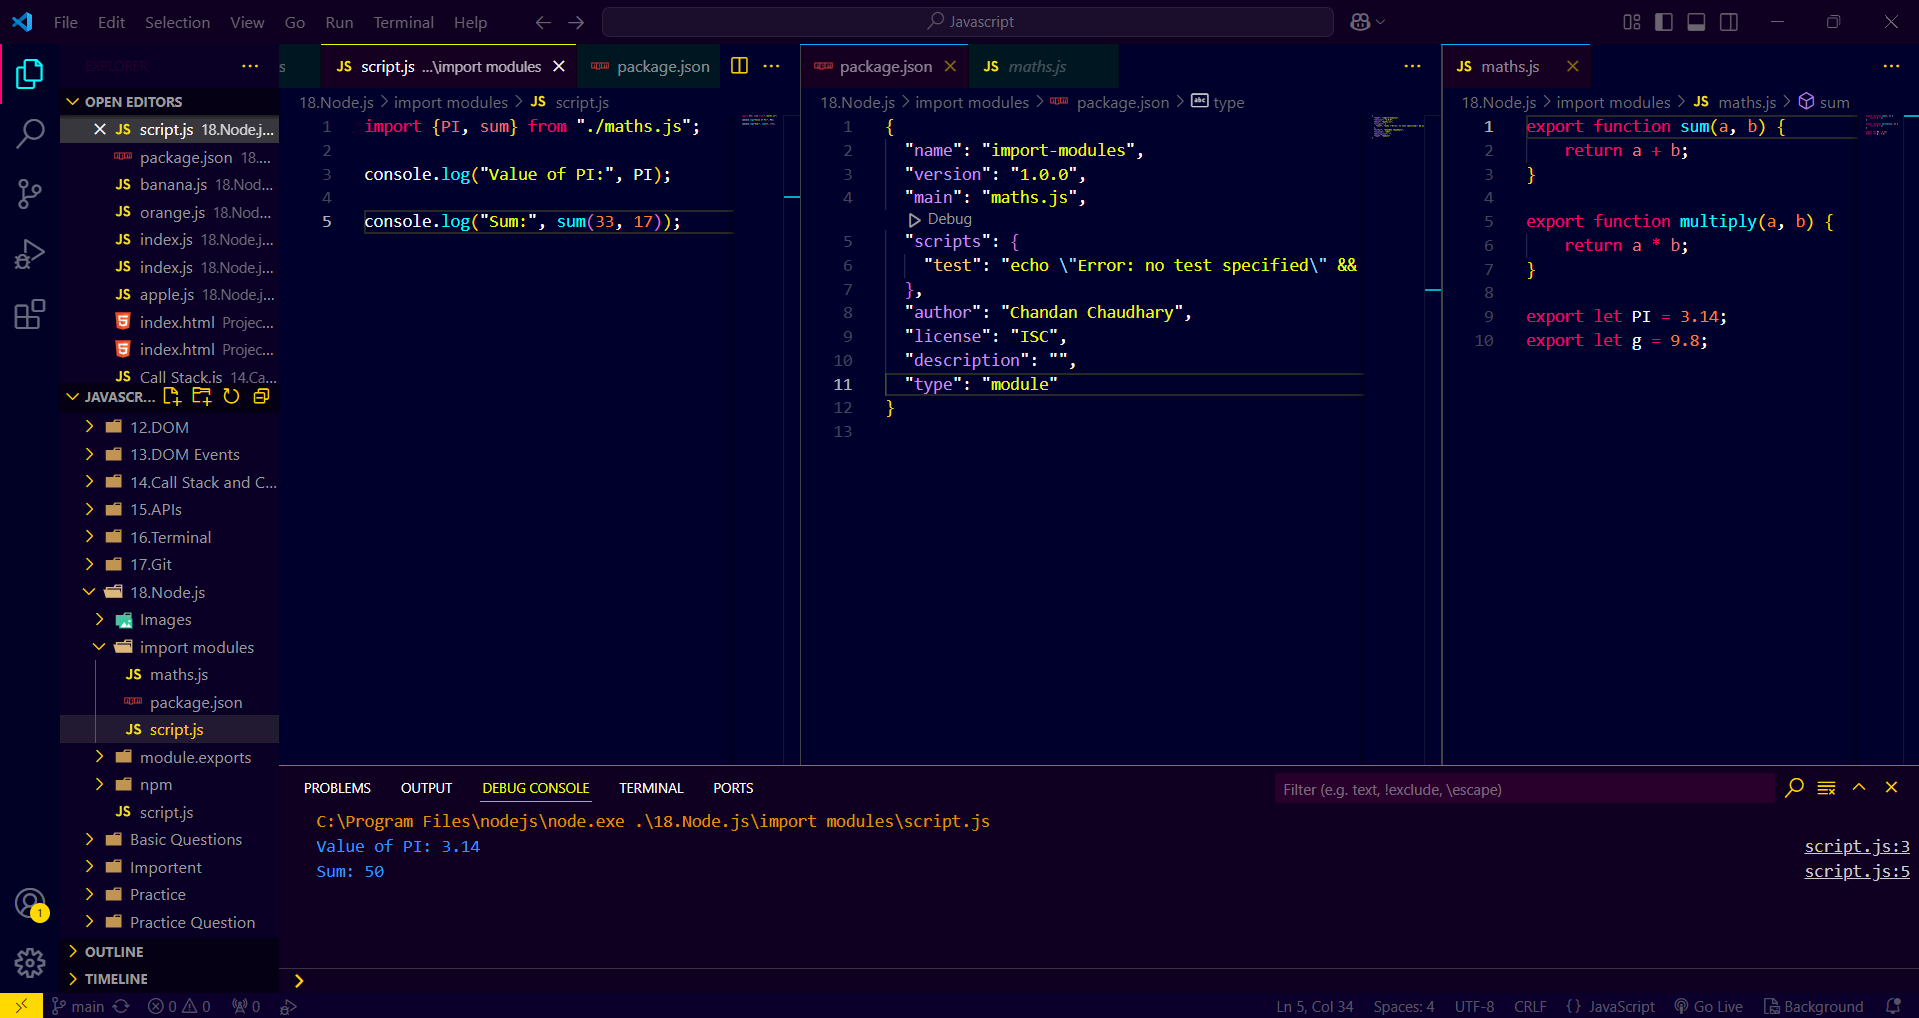 File Edit Selection View Go Run Terminal Help
Javascript
EXPLORER
OPEN EDITORS
JS script.js 18.Node.j...
package.json 18....
JS banana.js 18.Nod...
JS orange.js 18.Nod...
JS index.js 18.Node.j...
JS index.js 18.Node.j...
JS apple.js 18.Node.j...
index.html Projec...
index.html Projec...
JS Call Stack.js 14.Ca...
JAVASCR...
12.DOM
13.DOM Events
14.Call Stack and C...
15.APIs
16.Terminal
17.Git
18.Node.js
Images
import modules
JS maths.js
package.json
JS script.js
module.exports
npm
JS script.js
Basic Questions
Importent
Practice
Practice Question
OUTLINE
TIMELINE
1
s
JS script.js ...\import modules
package.json
18.Node.js > import modules > JS script.js
1 import {PI, sum} from "./maths.js";
2
3 console.log("Value of PI:", PI);
4
5 console.log("Sum:", sum(33, 17));
package.json
JS maths.js
18.Node.js > import modules > package.json > abc type
1 {
2 "name": "import-modules",
3 "version": "1.0.0",
4 "main": "maths.js",
Debug
5 "scripts": {
6 "test": "echo \"Error: no test specified\" &&
7 },
8 "author": "Chandan Chaudhary",
9 "license": "ISC",
10 "description": "",
11 "type": "module"
12 }
13
JS maths.js
18.Node.js > import modules > JS maths.js > sum
1 export function sum(a, b) {
2 return a + b;
3 }
4
5 export function multiply(a, b) {
6 return a * b;
7 }
8
9 export let PI = 3.14;
10 export let g = 9.8;
PROBLEMS OUTPUT DEBUG CONSOLE TERMINAL PORTS
Filter (e.g. text, !exclude, \escape)
C:\Program Files\nodejs\node.exe .\18.Node.js\import modules\script.js
Value of PI: 3.14 script.js:3
Sum: 50 script.js:5
main 0 0 0
Ln 5, Col 34 Spaces: 4 UTF-8 CRLF {} JavaScript Go Live Background